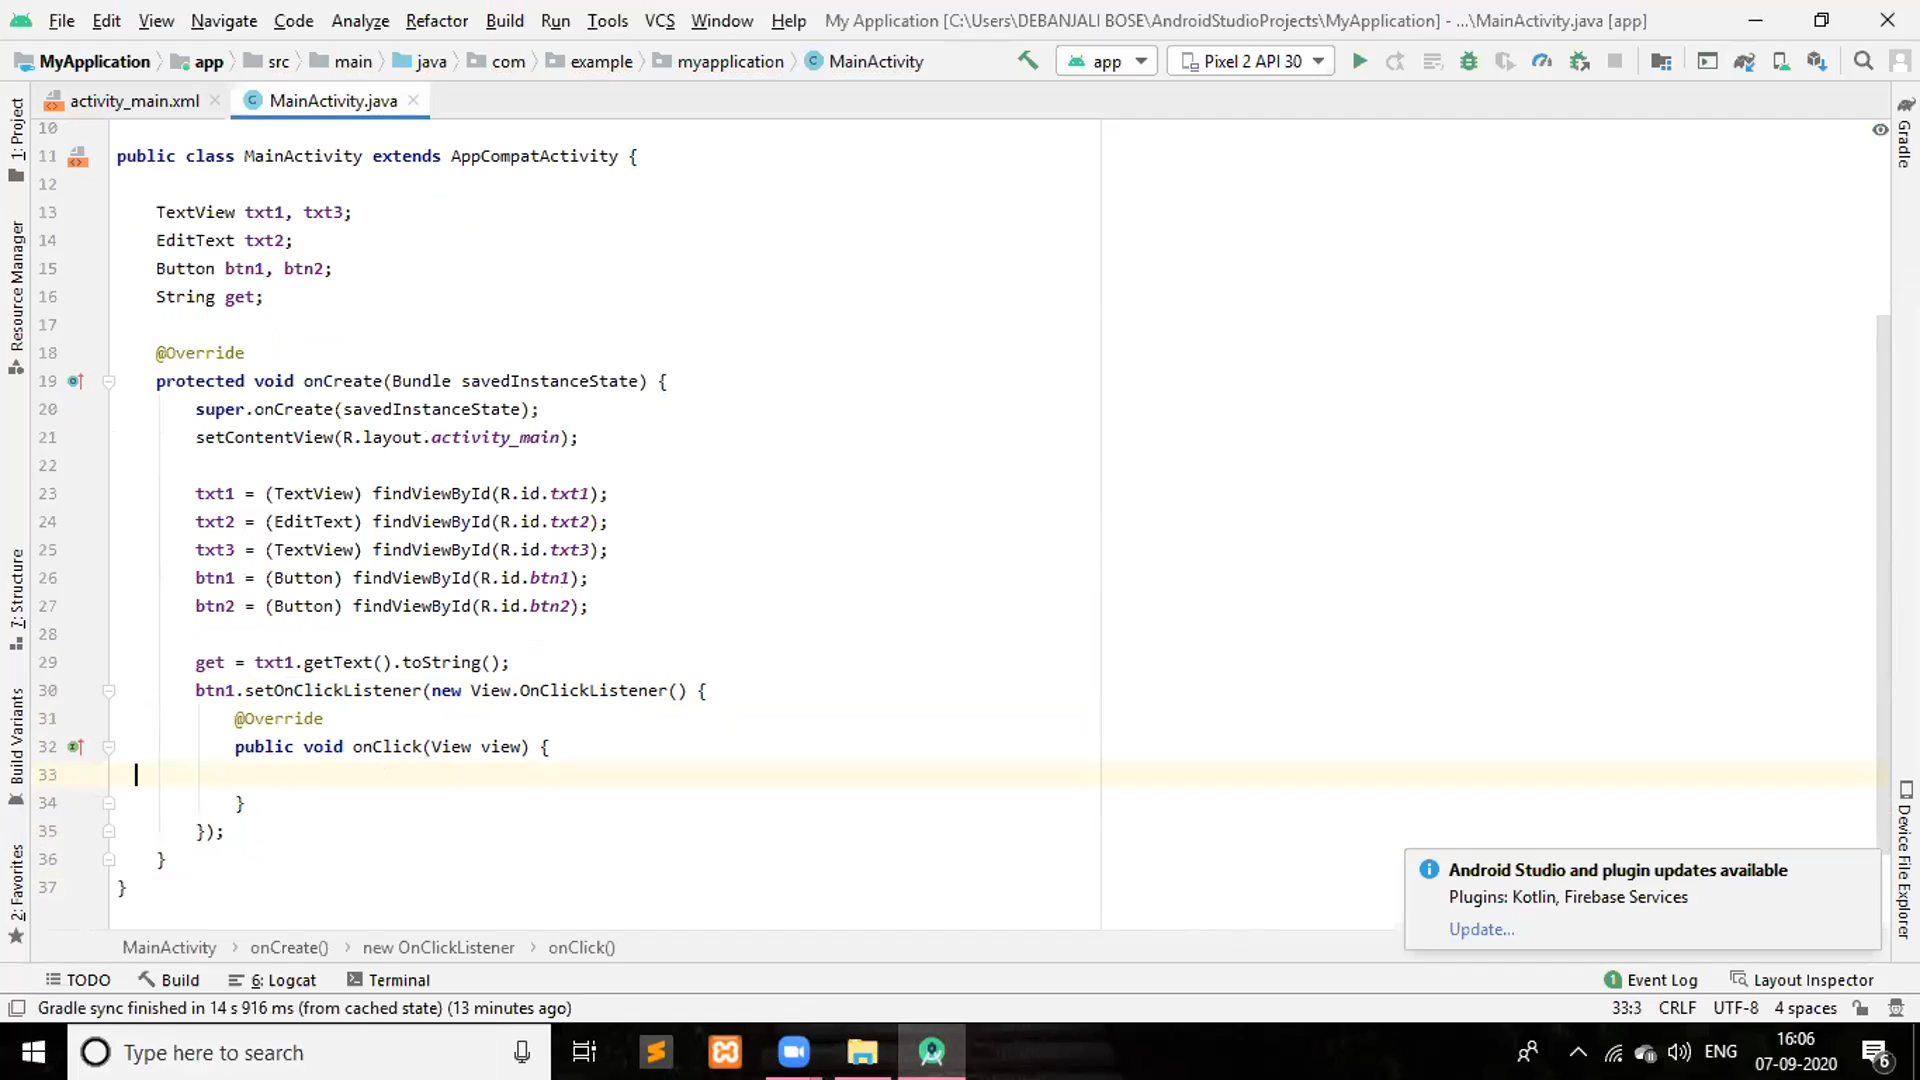 File Edit View Navigate Code Analyze Refactor Build Run Tools VCS Window Help My Application [C:\Users\DEBANJALI BOSE\AndroidStudioProjects\MyApplication] - ...\MainActivity.java [app]
MyApplication app src main java com example myapplication MainActivity app Pixel 2 API 30
activity_main.xml MainActivity.java
1: Project
Resource Manager
7: Structure
Build Variants
2: Favorites
10
11 public class MainActivity extends AppCompatActivity {
12
13 TextView txt1, txt3;
14 EditText txt2;
15 Button btn1, btn2;
16 String get;
17
18 @Override
19 protected void onCreate(Bundle savedInstanceState) {
20 super.onCreate(savedInstanceState);
21 setContentView(R.layout.activity_main);
22
23 txt1 = (TextView) findViewById(R.id.txt1);
24 txt2 = (EditText) findViewById(R.id.txt2);
25 txt3 = (TextView) findViewById(R.id.txt3);
26 btn1 = (Button) findViewById(R.id.btn1);
27 btn2 = (Button) findViewById(R.id.btn2);
28
29 get = txt1.getText().toString();
30 btn1.setOnClickListener(new View.OnClickListener() {
31 @Override
32 public void onClick(View view) {
33
34 }
35 });
36 }
37 }
Gradle
Device File Explorer
Android Studio and plugin updates available
Plugins: Kotlin, Firebase Services
Update...
MainActivity > onCreate() > new OnClickListener > onClick()
TODO Build 6: Logcat Terminal 1 Event Log Layout Inspector
Gradle sync finished in 14 s 916 ms (from cached state) (13 minutes ago) 33:3 CRLF UTF-8 4 spaces
Type here to search ENG 16:06
07-09-2020 6